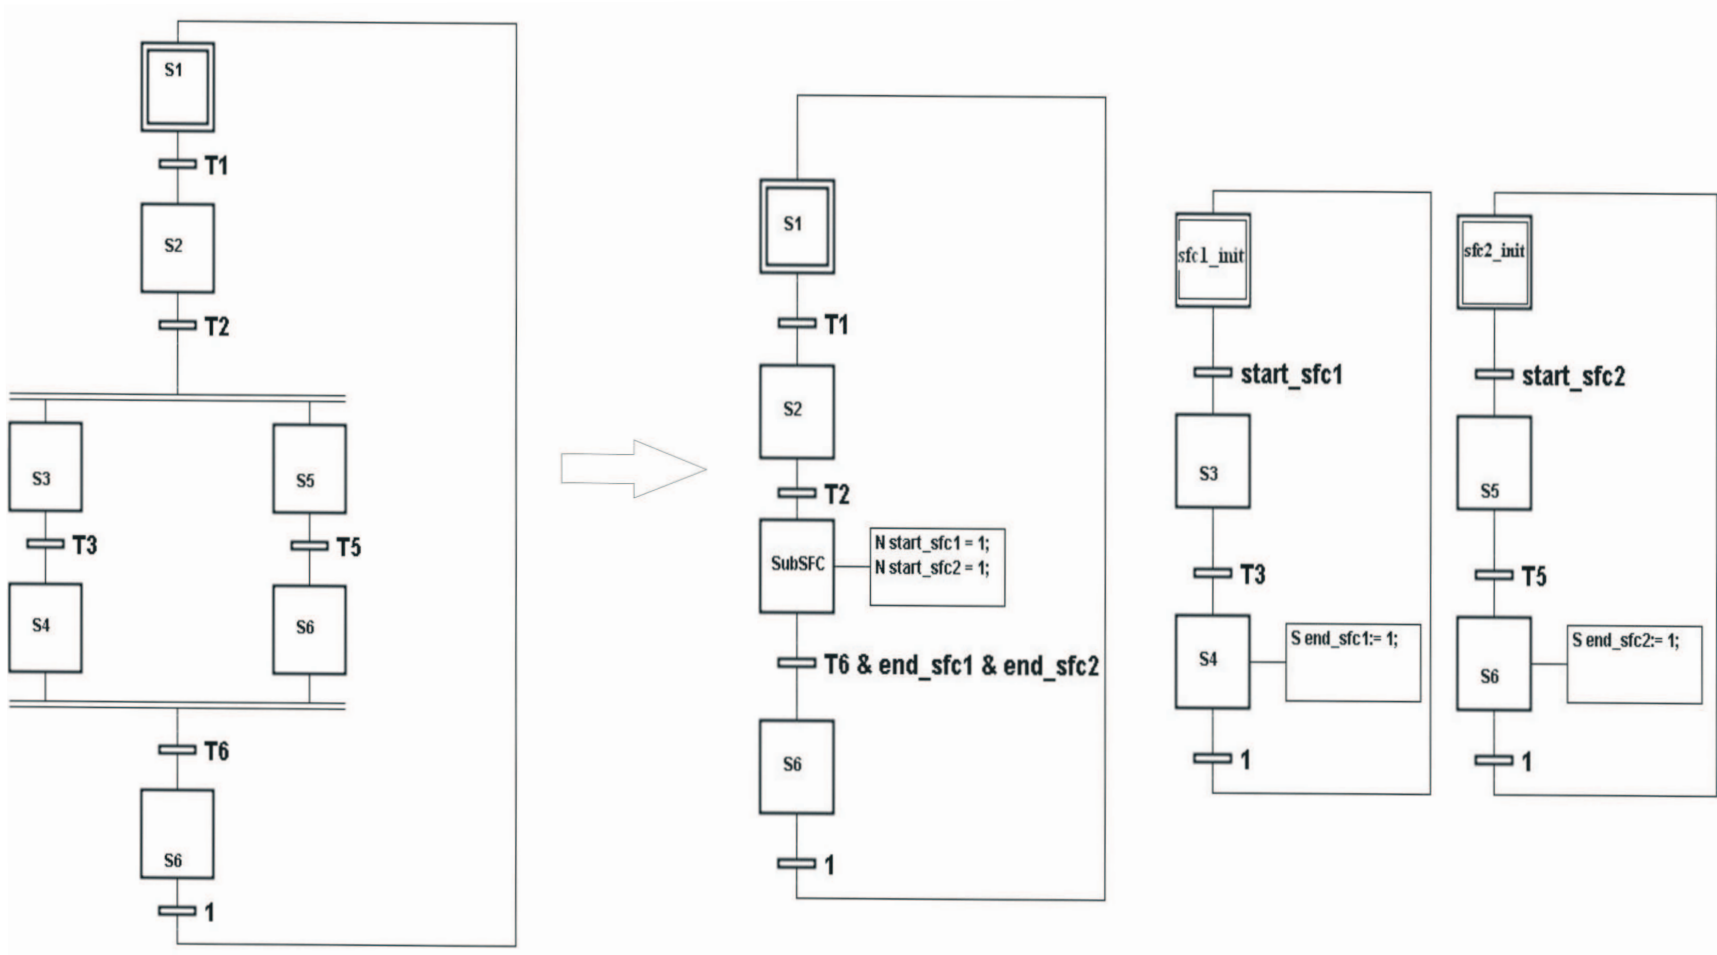 S1
T1
S2
T2
S3
S5
T3
T5
S4
S6
T6
S6
1
S1
T1
S2
T2
SubSFC
N start_sfc1 = 1;
N start_sfc2 = 1;
T6 & end_sfc1 & end_sfc2
S6
1
sfc1_init
start_sfc1
S3
T3
S4
S end_sfc1:= 1;
1
sfc2_init
start_sfc2
S5
T5
S6
S end_sfc2:= 1;
1